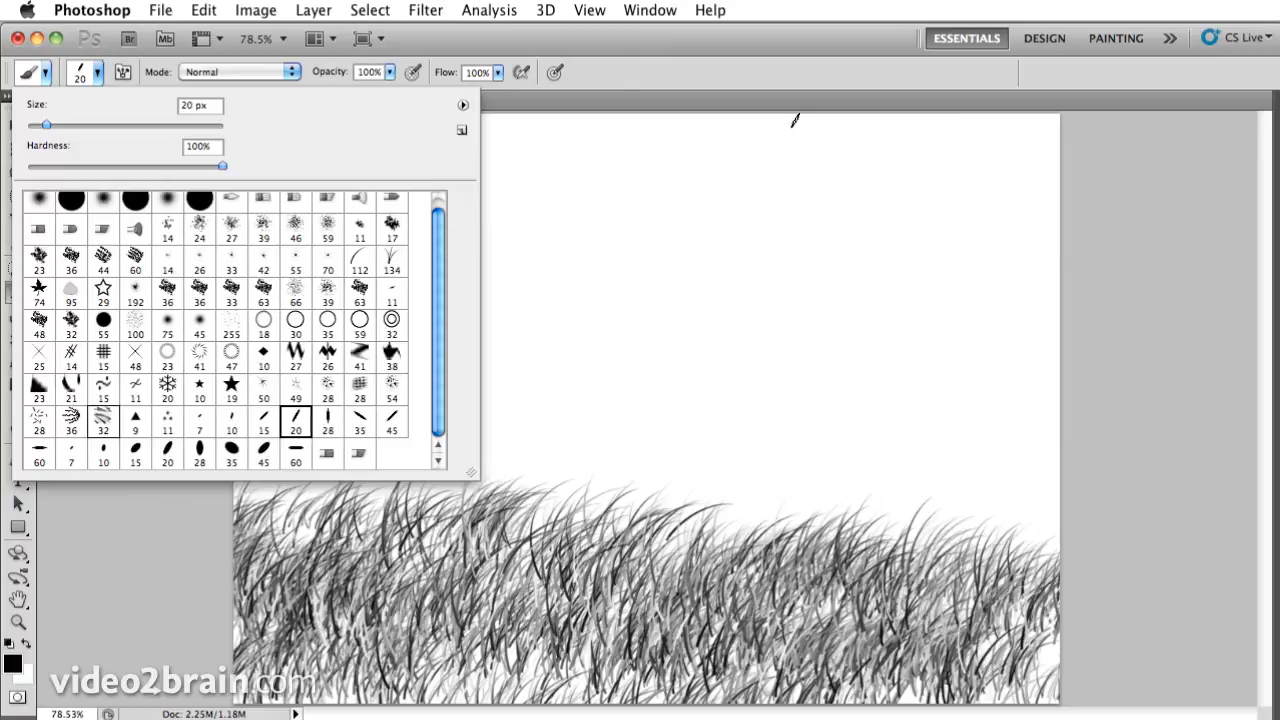 Photoshop File Edit Image Layer Select Filter Analysis 3D View Window Help
Ps Br Mb 78.5% ESSENTIALS DESIGN PAINTING CS Live
20 Mode: Normal Opacity: 100% Flow: 100%
Size: 20 px
Hardness: 100%
14 24 27 39 46 59 11 17
23 36 44 60 14 26 33 42 55 70 112 134
74 95 29 192 36 36 33 63 66 39 63 11
48 32 55 100 75 45 255 18 30 35 59 32
25 14 15 48 23 41 47 10 27 26 41 38
23 21 15 11 20 10 19 50 49 28 28 54
28 36 32 9 11 7 10 15 20 28 35 45
60 7 10 15 20 28 35 45 60
video2brain.com
78.53% Doc: 2.25M/1.18M